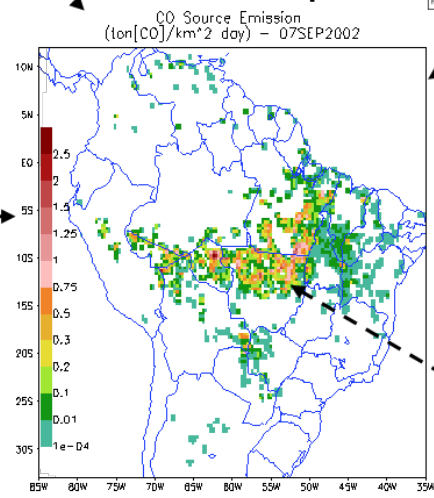 CO Source Emission
(ton[CO]/km^2 day) - 07SEP2002
10N
5N
EQ
5S
10S
15S
20S
25S
30S
2.5
2
1.5
1.25
1
0.75
0.5
0.3
0.2
0.1
0.01
1e-04
85W 80W 75W 70W 65W 60W 55W 50W 45W 40W 35W